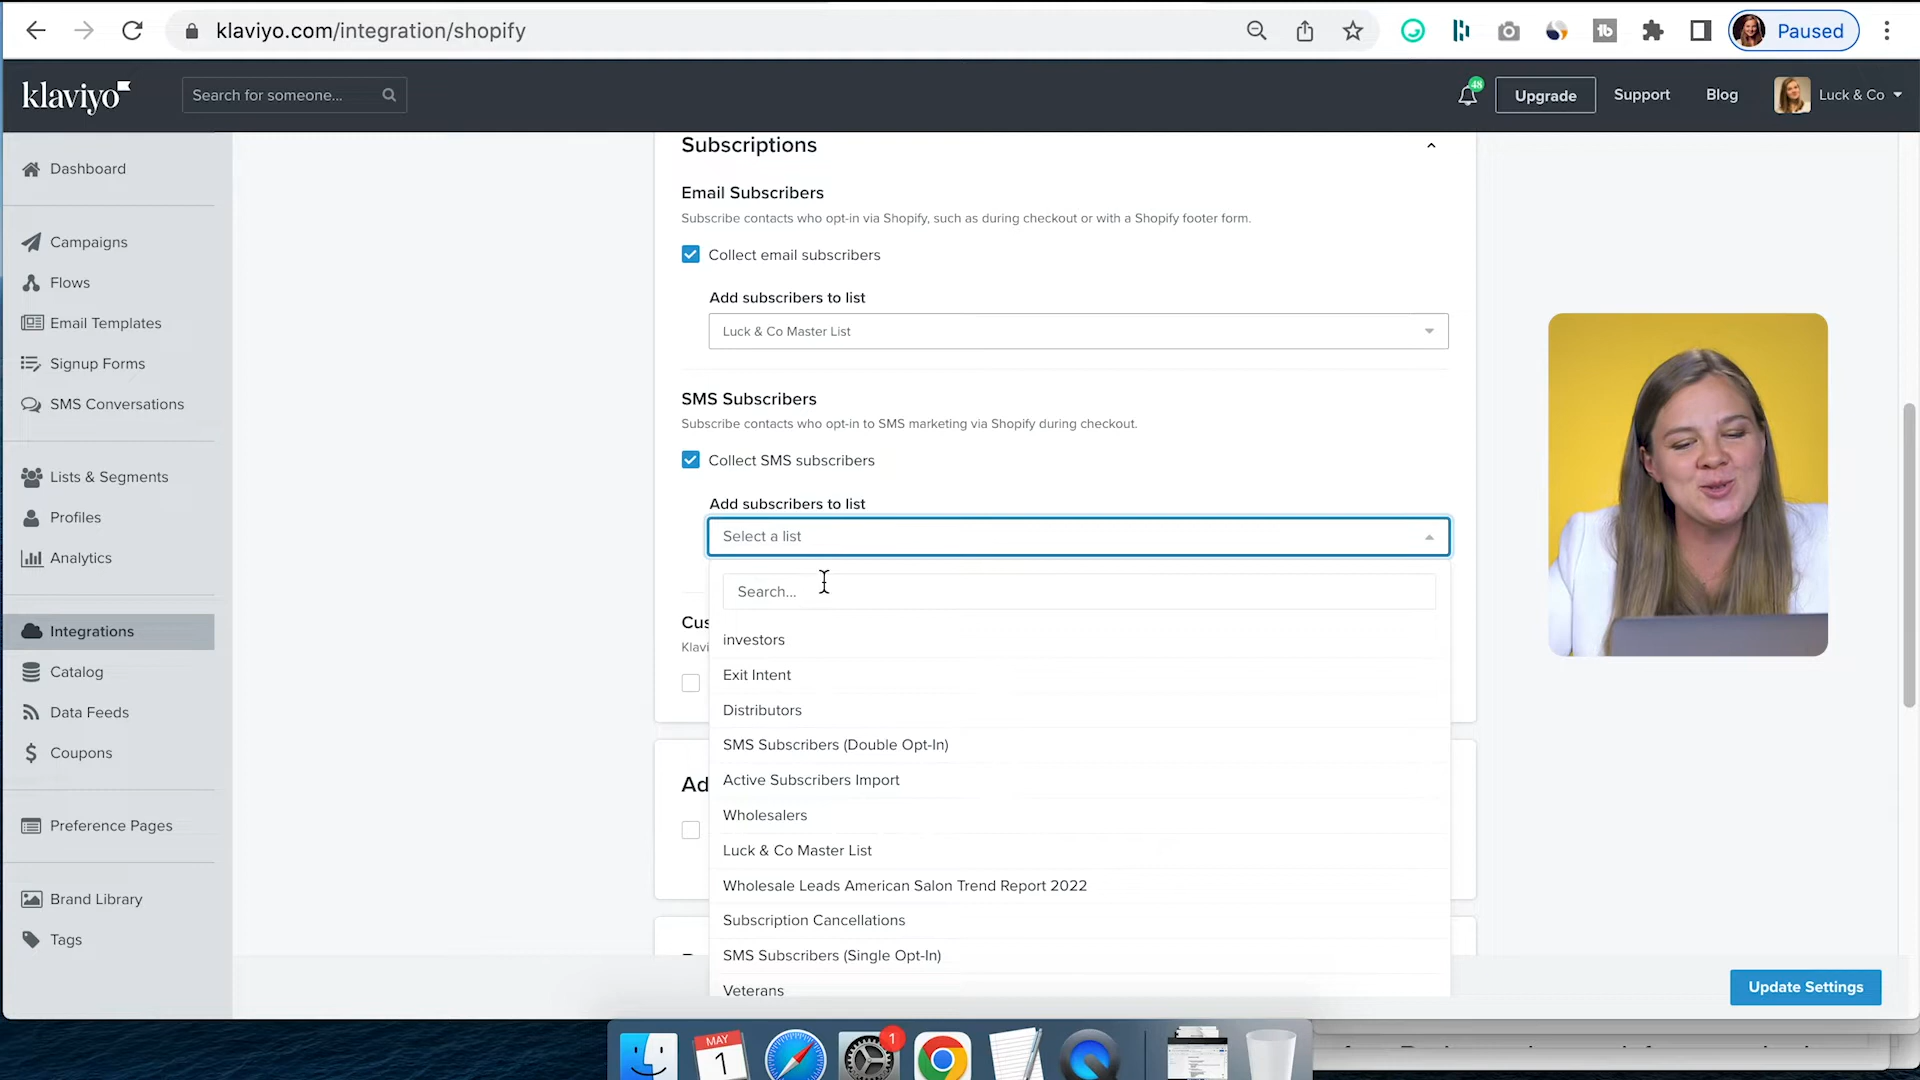 klaviyo.com/integration/shopify
Paused
klaviyo
Search for someone...
48
Upgrade
Support
Blog
Luck & Co
Dashboard
Campaigns
Flows
Email Templates
Signup Forms
SMS Conversations
Lists & Segments
Profiles
Analytics
Integrations
Catalog
Data Feeds
Coupons
Preference Pages
Brand Library
Tags
Subscriptions
Email Subscribers
Subscribe contacts who opt-in via Shopify, such as during checkout or with a Shopify footer form.
Collect email subscribers
Add subscribers to list
Luck & Co Master List
SMS Subscribers
Subscribe contacts who opt-in to SMS marketing via Shopify during checkout.
Collect SMS subscribers
Add subscribers to list
Select a list
Search...
Cus
Klavi
investors
Exit Intent
Distributors
SMS Subscribers (Double Opt-In)
Ad
Active Subscribers Import
Wholesalers
Luck & Co Master List
Wholesale Leads American Salon Trend Report 2022
Subscription Cancellations
SMS Subscribers (Single Opt-In)
Veterans
Update Settings
MAY
1
1